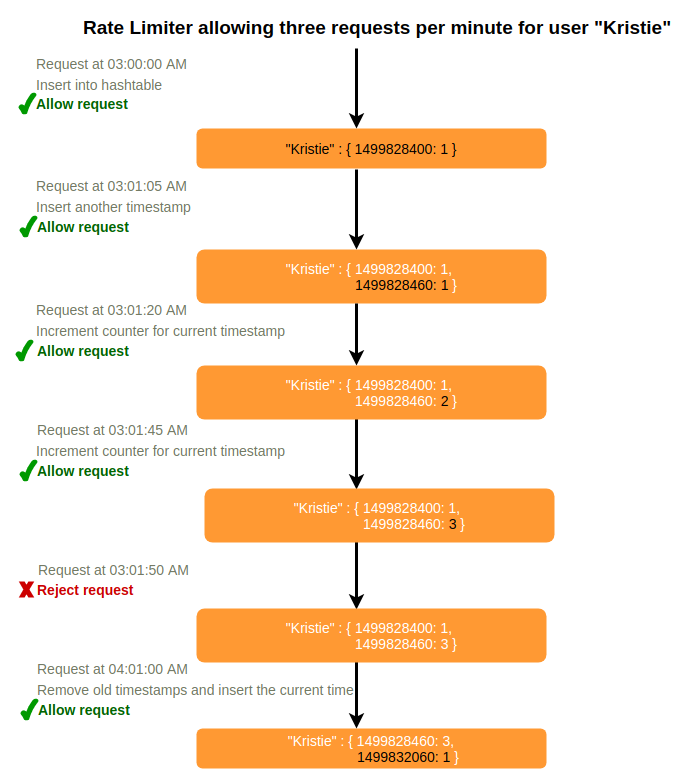 Rate Limiter allowing three requests per minute for user "Kristie"
Request at 03:00:00 AM
Insert into hashtable
Allow request
"Kristie" : { 1499828400: 1 }
Request at 03:01:05 AM
Insert another timestamp
Allow request
"Kristie" : { 1499828400: 1,
1499828460: 1 }
Request at 03:01:20 AM
Increment counter for current timestamp
Allow request
"Kristie" : { 1499828400: 1,
1499828460: 2 }
Request at 03:01:45 AM
Increment counter for current timestamp
Allow request
"Kristie" : { 1499828400: 1,
1499828460: 3 }
Request at 03:01:50 AM
Reject request
"Kristie" : { 1499828400: 1,
1499828460: 3 }
Request at 04:01:00 AM
Remove old timestamps and insert the current time
Allow request
"Kristie" : { 1499828460: 3,
1499832060: 1 }